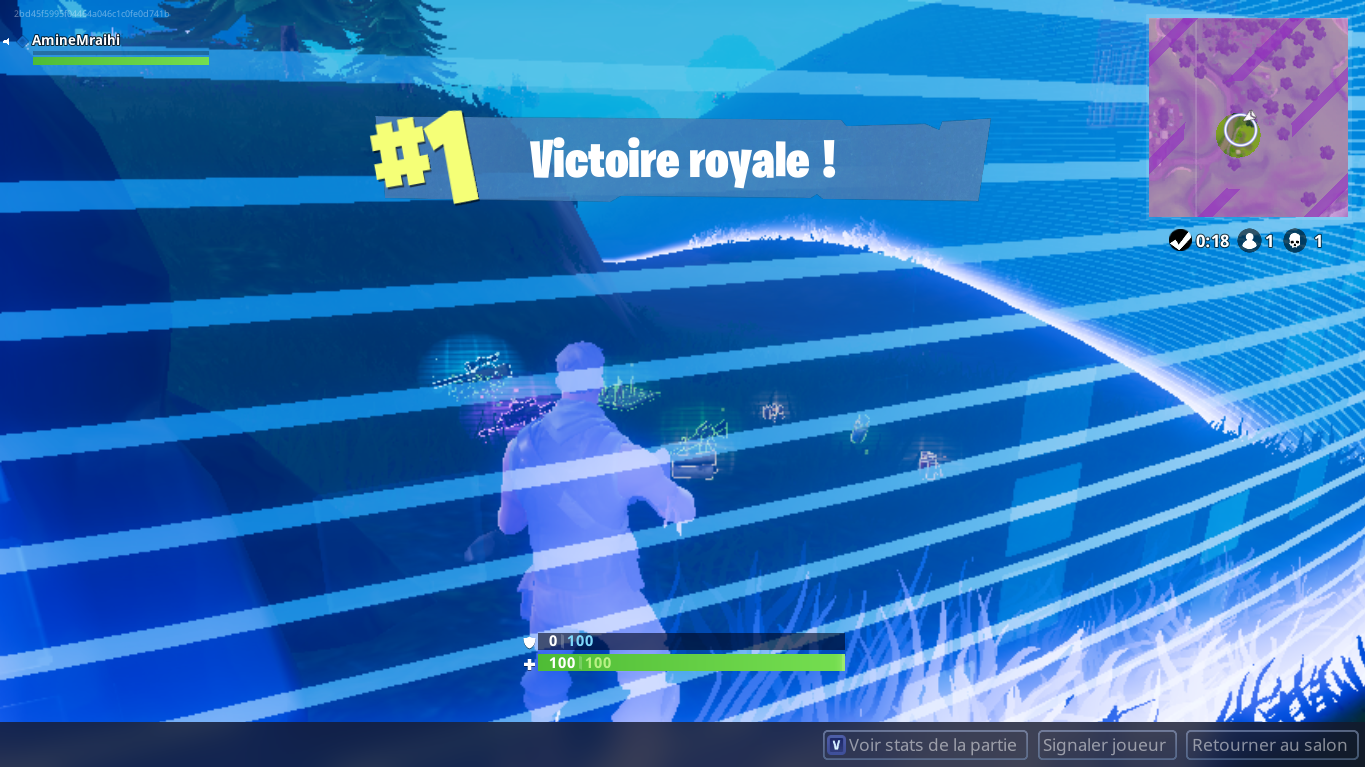 AmineMraihi
#1 Victoire royale !
0:18 1 1
0 | 100
100 | 100
V Voir stats de la partie Signaler joueur Retourner au salon